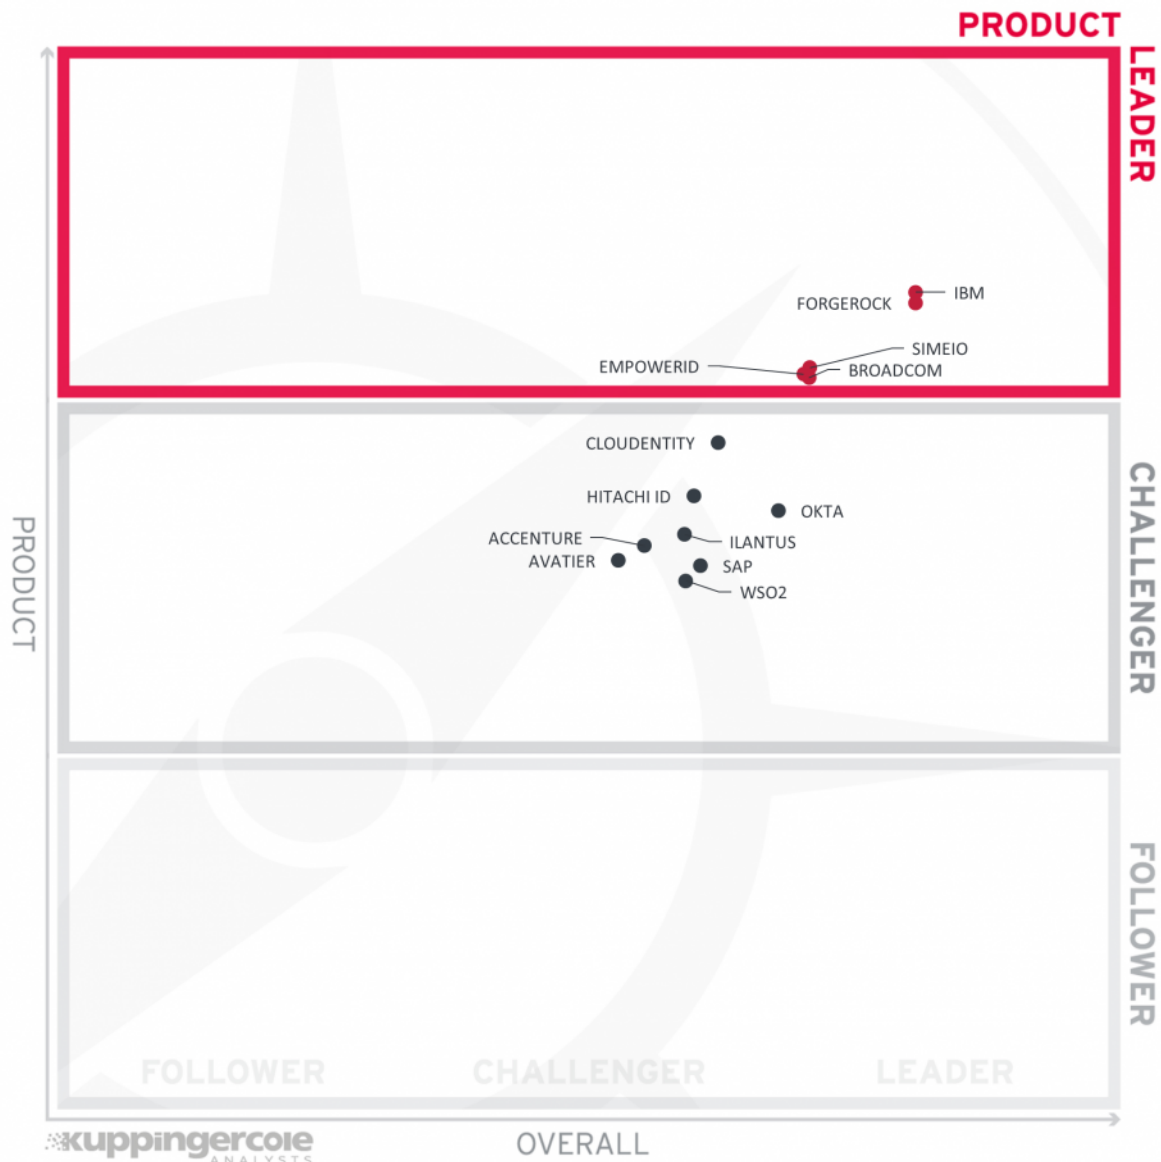 PRODUCT
LEADER
IBM
FORGEROCK
SIMEIO
EMPOWERID
BROADCOM
CLOUDENTITY
HITACHI ID
OKTA
ACCENTURE
ILANTUS
AVATIER
SAP
WSO2
CHALLENGER
PRODUCT
FOLLOWER
FOLLOWER
CHALLENGER
LEADER
kuppingercole
ANALYSTS
OVERALL